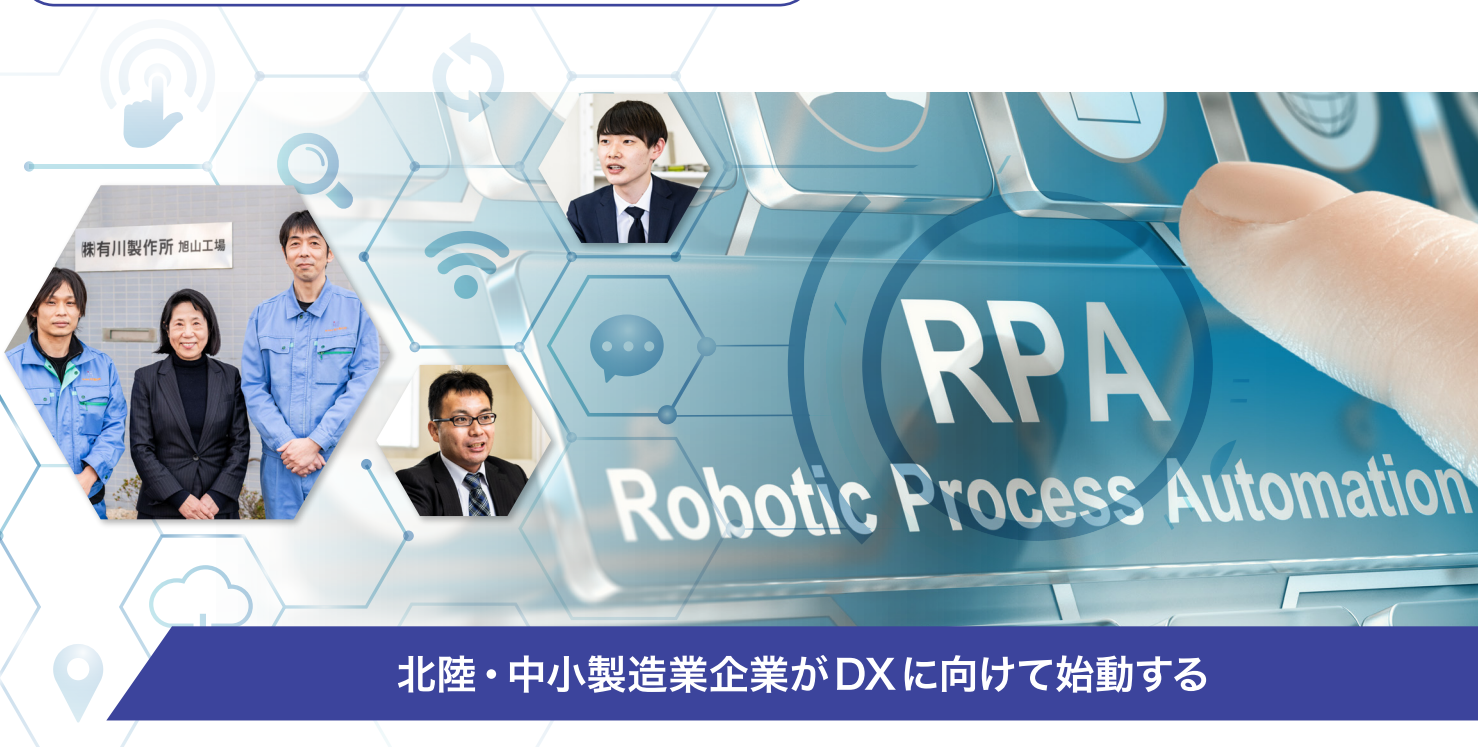 ㈱有川製作所 旭山工場
RPA
Robotic Process Automation
北陸・中小製造業企業がDXに向けて始動する